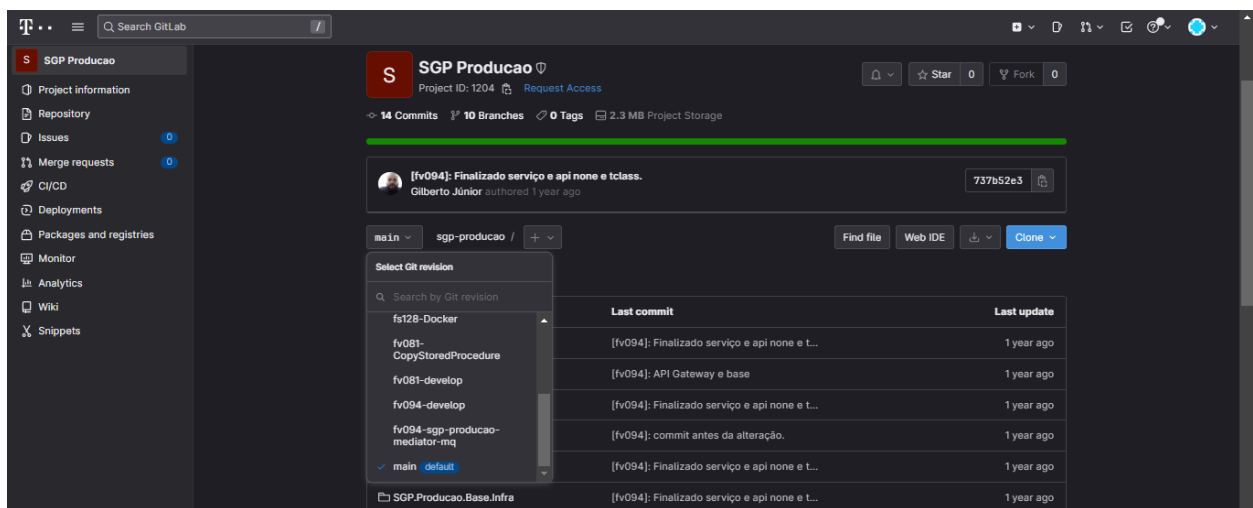 Search GitLab /
S SGP Producao
Project information
Repository
Issues 0
Merge requests 0
CI/CD
Deployments
Packages and registries
Monitor
Analytics
Wiki
Snippets
S
SGP Producao
Project ID: 1204 Request Access
Star 0 Fork 0
14 Commits 10 Branches 0 Tags 2.3 MB Project Storage
[fv094]: Finalizado serviço e api none e tclass.
Gilberto Júnior authored 1 year ago
737b52e3
main sgp-producao / +
Find file Web IDE Clone
Select Git revision
Search by Git revision
fs128-Docker
fv081-
CopyStoredProcedure
fv081-develop
fv094-develop
fv094-sgp-producao-
mediator-mq
main default
Last commit Last update
[fv094]: Finalizado serviço e api none e t... 1 year ago
[fv094]: API Gateway e base 1 year ago
[fv094]: Finalizado serviço e api none e t... 1 year ago
[fv094]: commit antes da alteração. 1 year ago
[fv094]: Finalizado serviço e api none e t... 1 year ago
SGP.Producao.Base.Infra [fv094]: Finalizado serviço e api none e t... 1 year ago